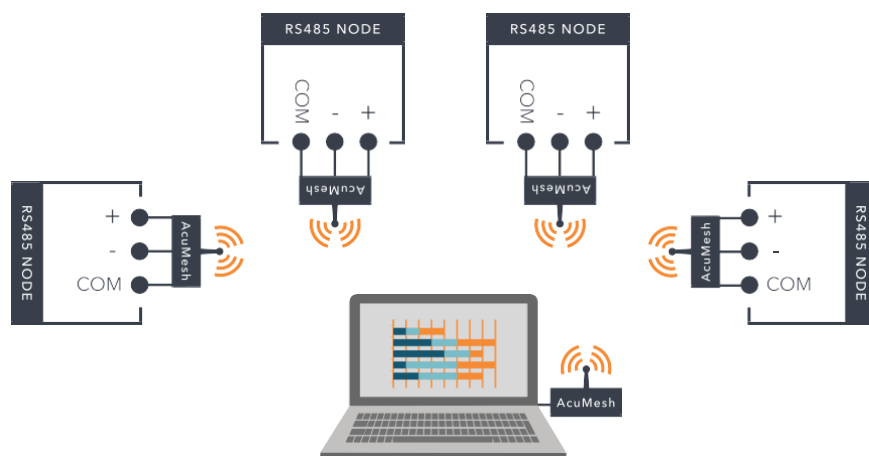 RS485 NODE
COM - +
AcuMesh
RS485 NODE
COM - +
AcuMesh
RS485 NODE
+
-
COM
AcuMesh
AcuMesh
+
-
COM
RS485 NODE
AcuMesh